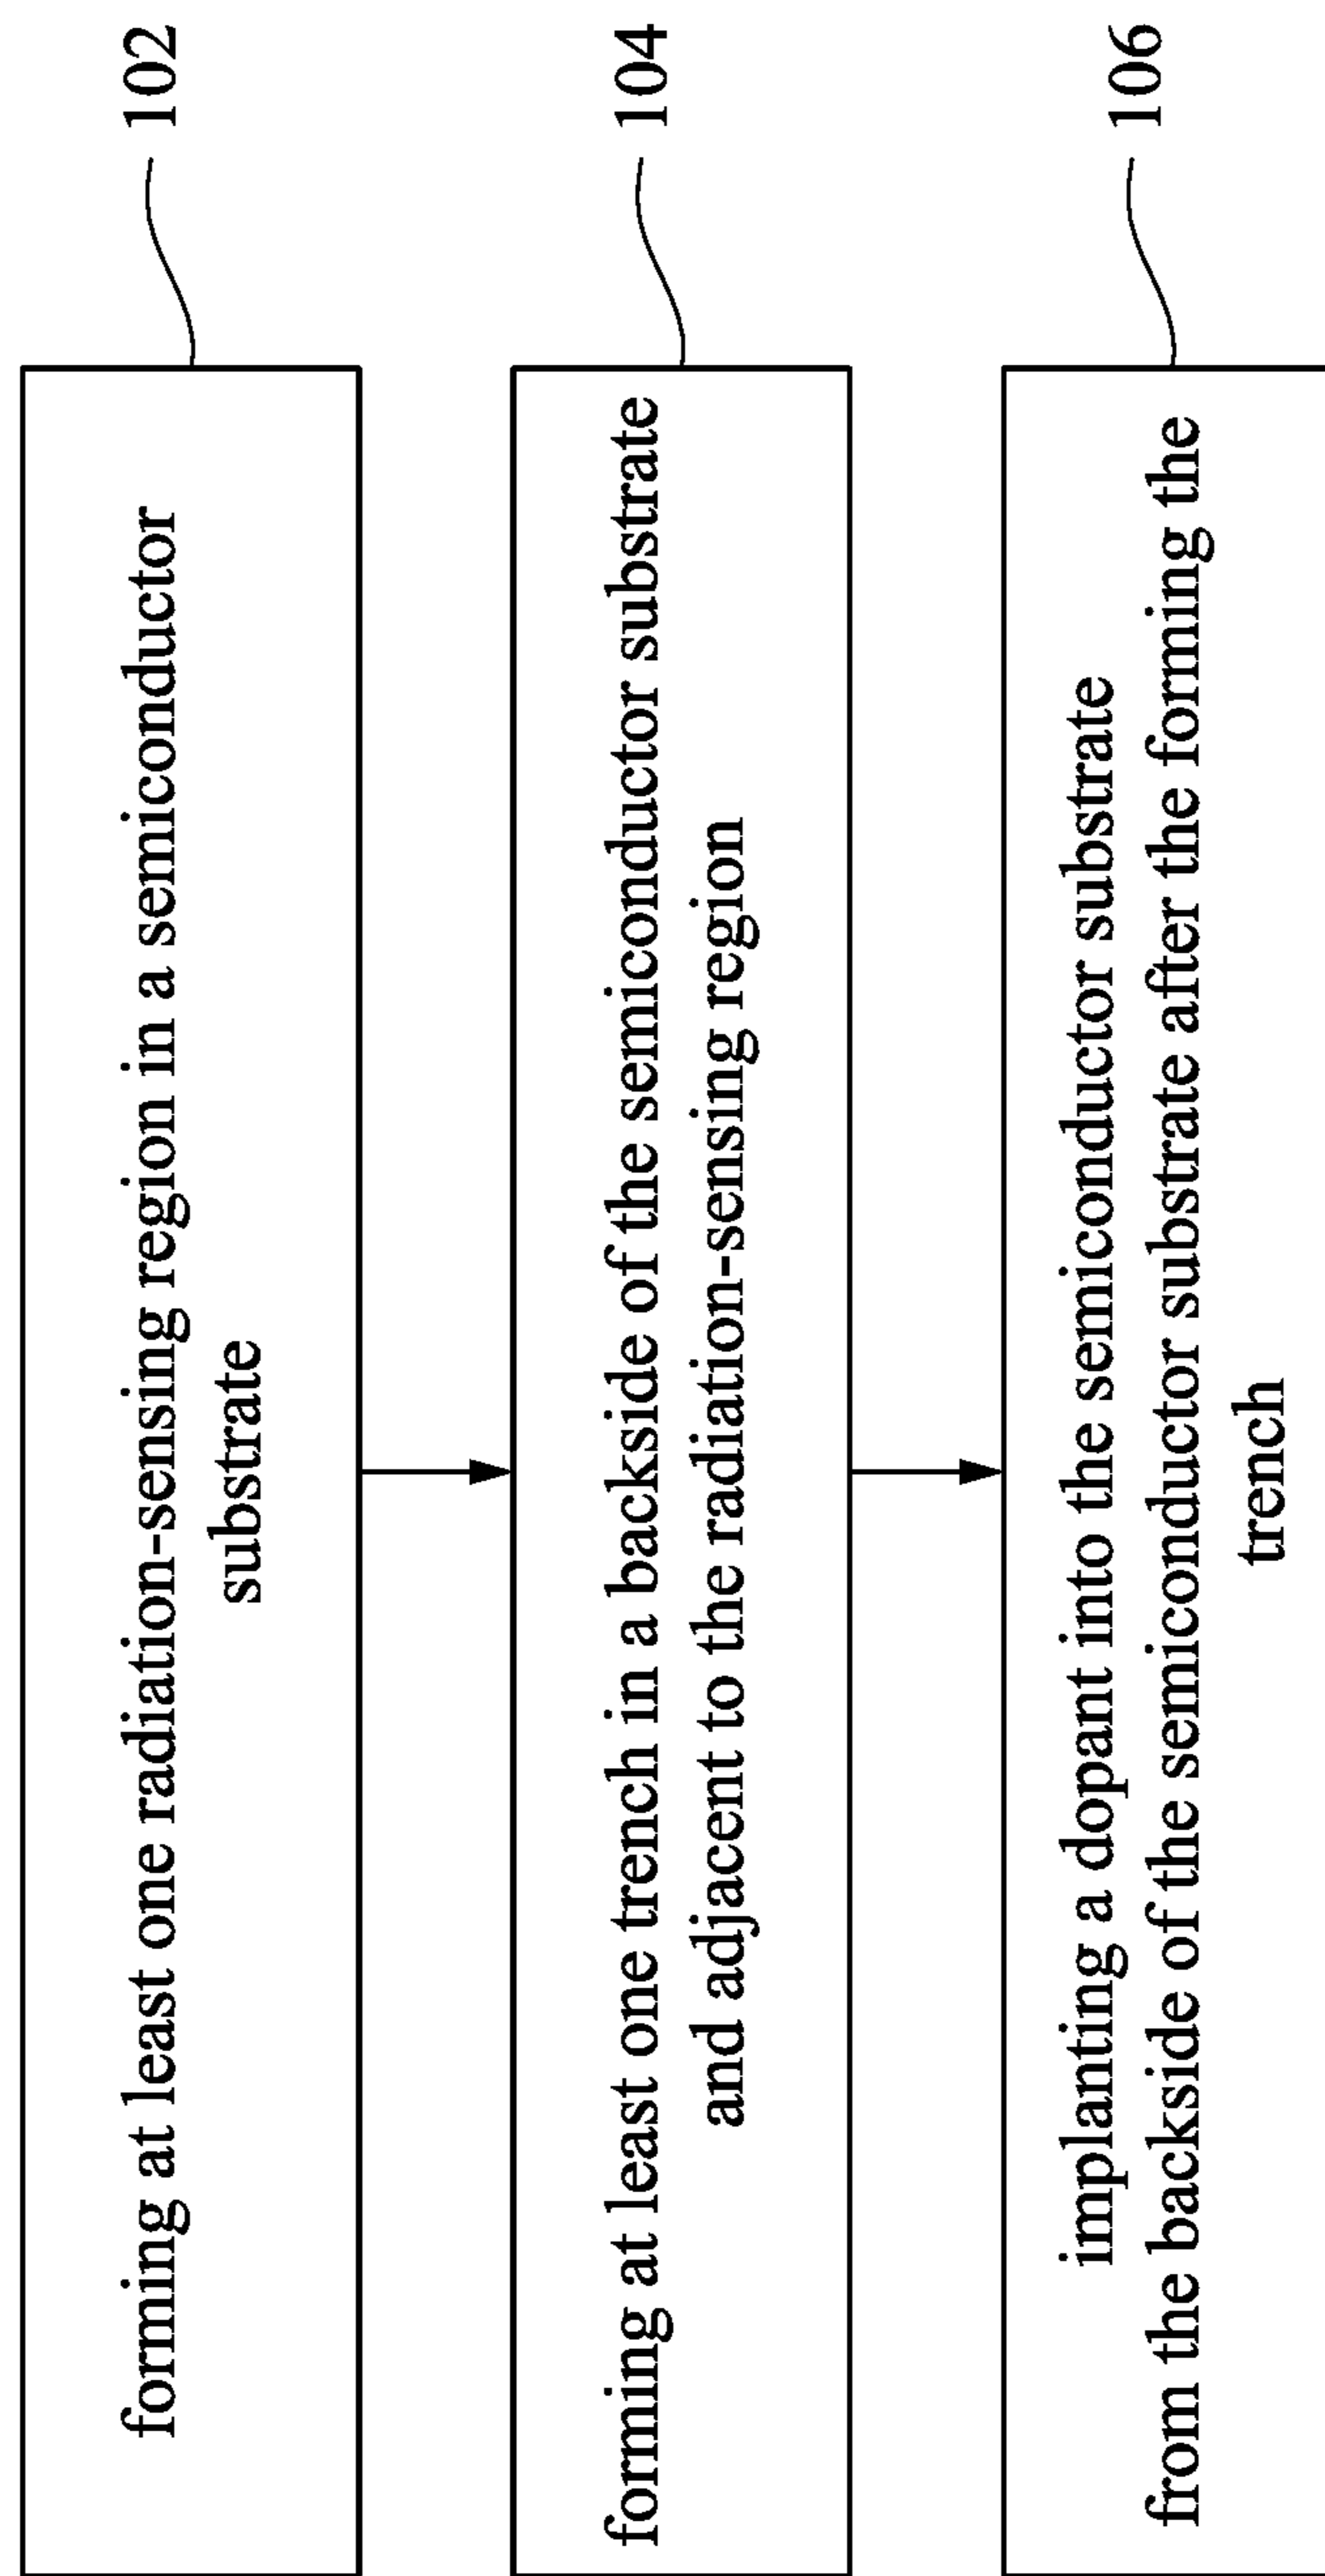 forming at least one radiation-sensing region in a semiconductor
substrate
102
forming at least one trench in a backside of the semiconductor substrate
and adjacent to the radiation-sensing region
104
implanting a dopant into the semiconductor substrate
from the backside of the semiconductor substrate after the forming the
trench
106